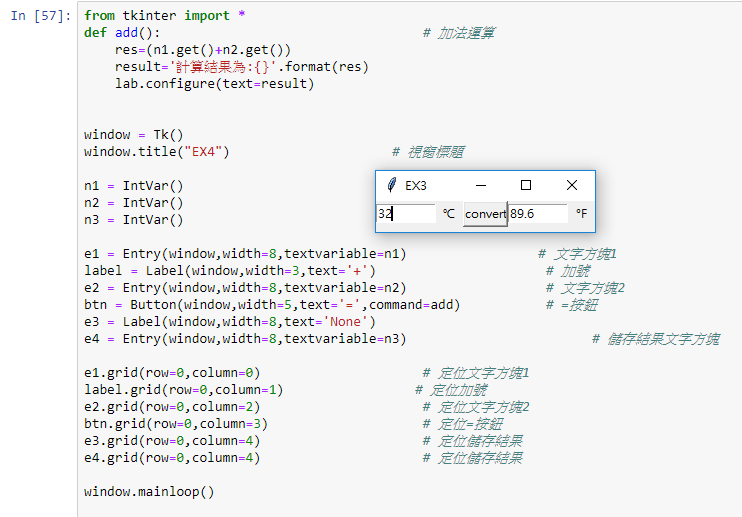 In [57]:
from tkinter import *
def add(): # 加法運算
res=(n1.get()+n2.get())
result='計算結果為:{}'.format(res)
lab.configure(text=result)
window = Tk()
window.title("EX4") # 視窗標題
n1 = IntVar()
n2 = IntVar()
n3 = IntVar()
EX3
32 °C convert 89.6 °F
e1 = Entry(window,width=8,textvariable=n1) # 文字方塊1
label = Label(window,width=3,text='+') # 加號
e2 = Entry(window,width=8,textvariable=n2) # 文字方塊2
btn = Button(window,width=5,text='=',command=add) # =按鈕
e3 = Label(window,width=8,text='None')
e4 = Entry(window,width=8,textvariable=n3) # 儲存結果文字方塊
e1.grid(row=0,column=0) # 定位文字方塊1
label.grid(row=0,column=1) # 定位加號
e2.grid(row=0,column=2) # 定位文字方塊2
btn.grid(row=0,column=3) # 定位=按鈕
e3.grid(row=0,column=4) # 定位儲存結果
e4.grid(row=0,column=4) # 定位儲存結果
window.mainloop()